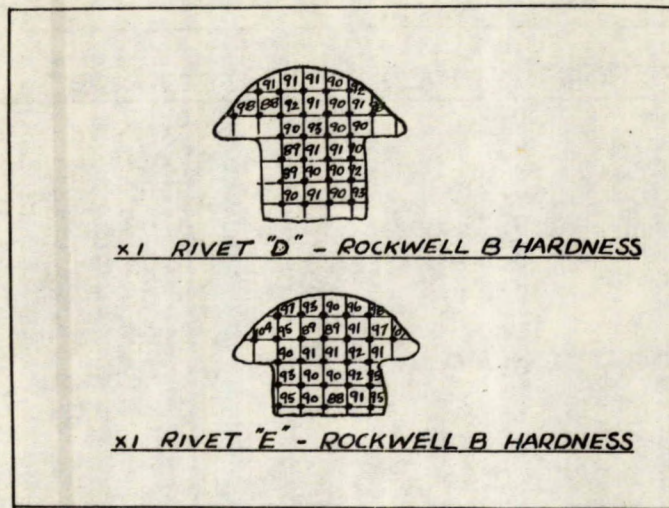 91 91 91 90 92
98 88 92 91 90 91
90 93 90 90
89 91 91 90
89 90 90 92
90 91 90 93
x1 RIVET "D" - ROCKWELL B HARDNESS
97 93 90 96 98
104 95 89 89 91 97
90 91 91 92 91
93 90 90 92 95
95 90 88 91 95
x1 RIVET "E" - ROCKWELL B HARDNESS